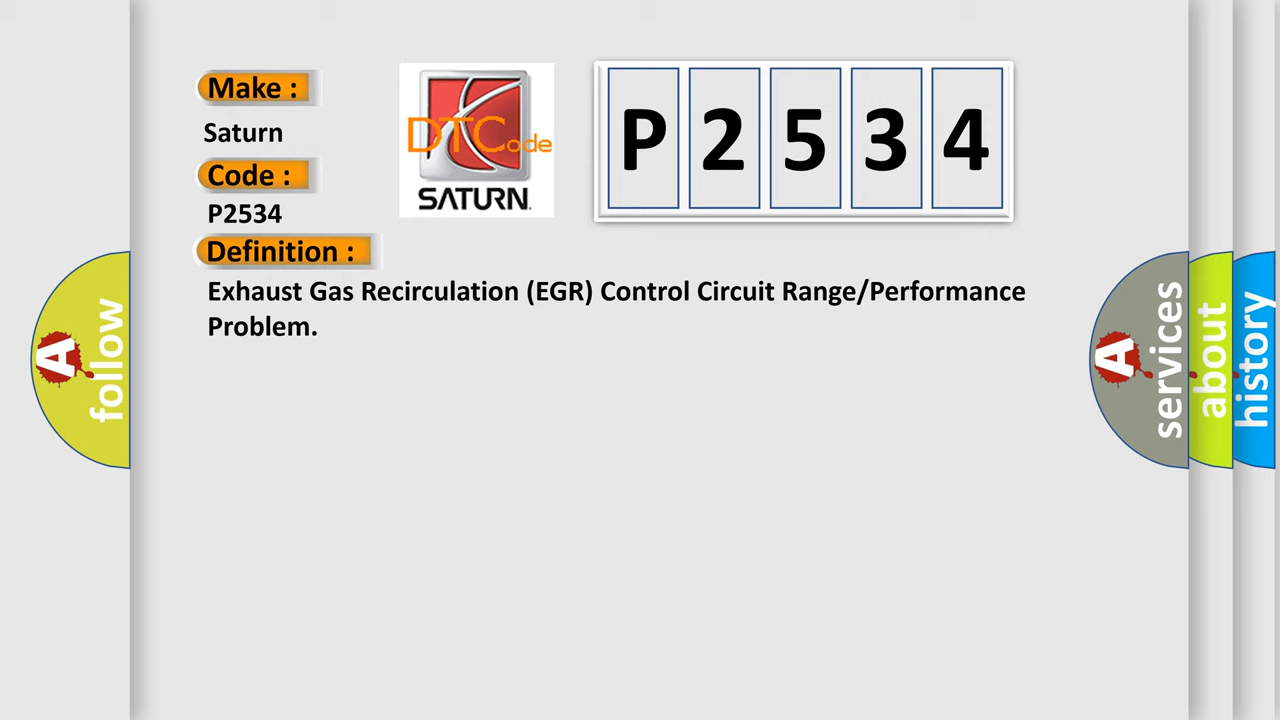 Make :
Saturn
Code :
P2534
Definition :
Exhaust Gas Recirculation (EGR) Control Circuit Range/Performance
Problem.
DTCode
SATURN
P 2 5 3 4
A follow
A services
about
history